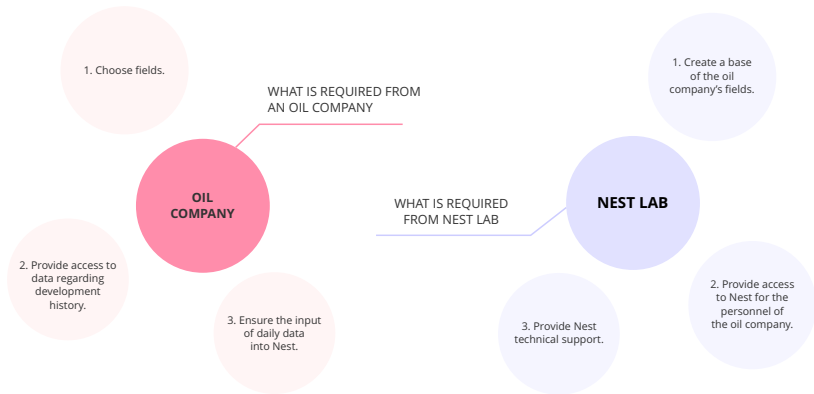 1. Choose fields.
WHAT IS REQUIRED FROM
AN OIL COMPANY
OIL
COMPANY
2. Provide access to
data regarding
development
history.
3. Ensure the input
of daily data
into Nest.
1. Create a base
of the oil
company's fields.
WHAT IS REQUIRED
FROM NEST LAB
NEST LAB
2. Provide access
to Nest for the
personnel of
the oil company.
3. Provide Nest
technical support.